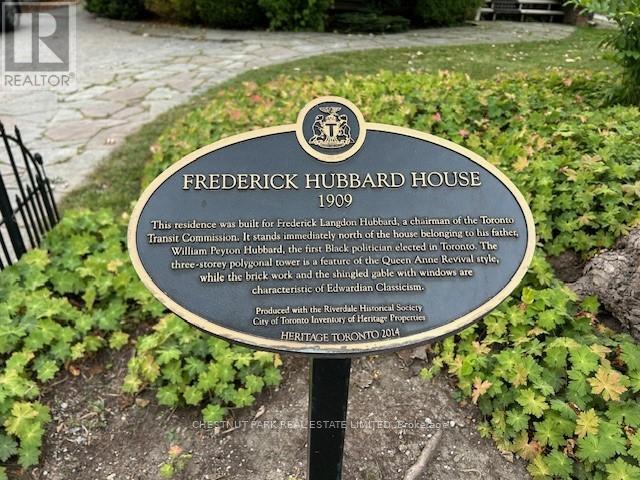 R
REALTOR®
FREDERICK HUBBARD HOUSE
1909
This residence was built for Frederick Langdon Hubbard, a chairman of the Toronto
Transit Commission. It stands immediately north of the house belonging to his father,
William Peyton Hubbard, the first Black politician elected in Toronto. The
three-storey polygonal tower is a feature of the Queen Anne Revival style,
while the brick work and the shingled gable with windows are
characteristic of Edwardian Classicism.
Produced with the Riverdale Historical Society
City of Toronto Inventory of Heritage Properties
HERITAGE TORONTO 2014
CHESTNUT PARK REAL ESTATE LIMITED, Brokerage